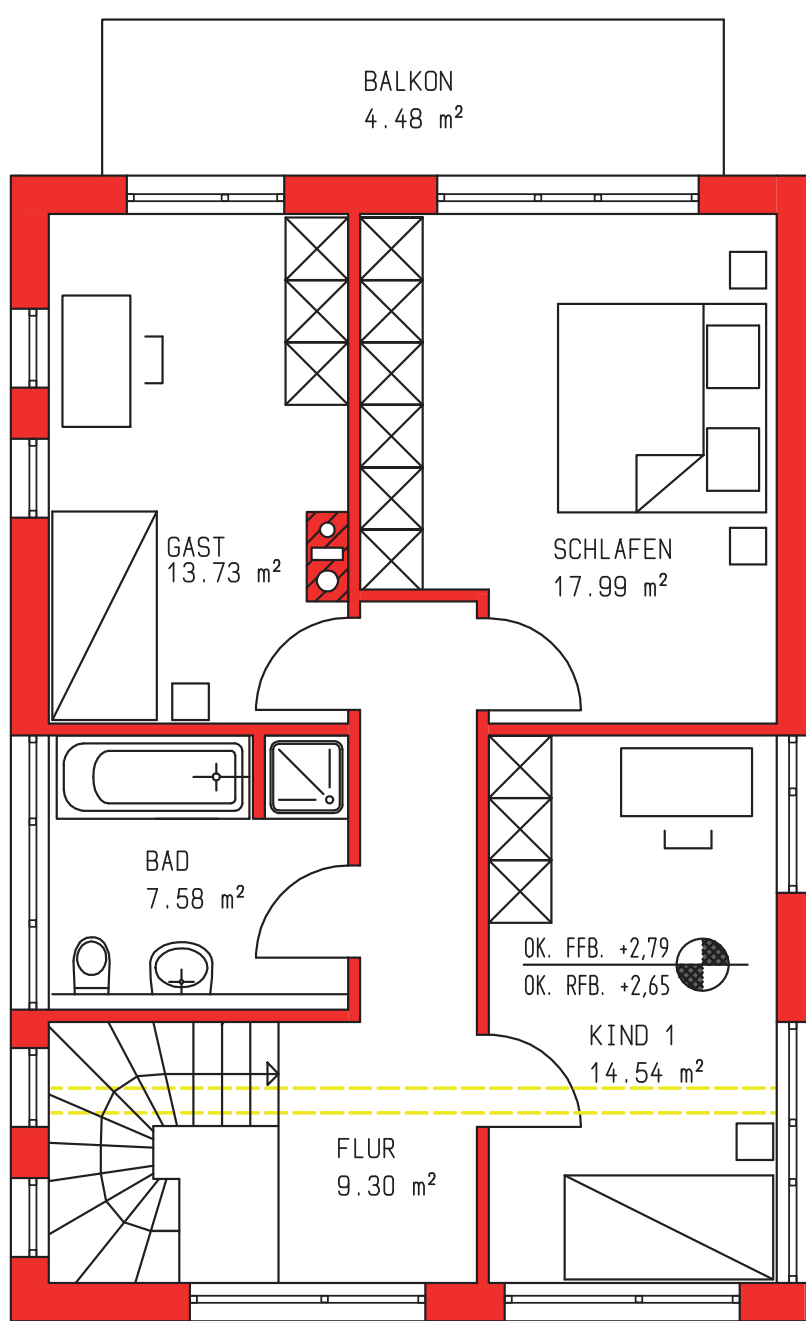 BALKON
4.48 m²
GAST
13.73 m²
SCHLAFEN
17.99 m²
BAD
7.58 m²
OK. FFB. +2,79
OK. RFB. +2,65
KIND 1
14.54 m²
FLUR
9.30 m²